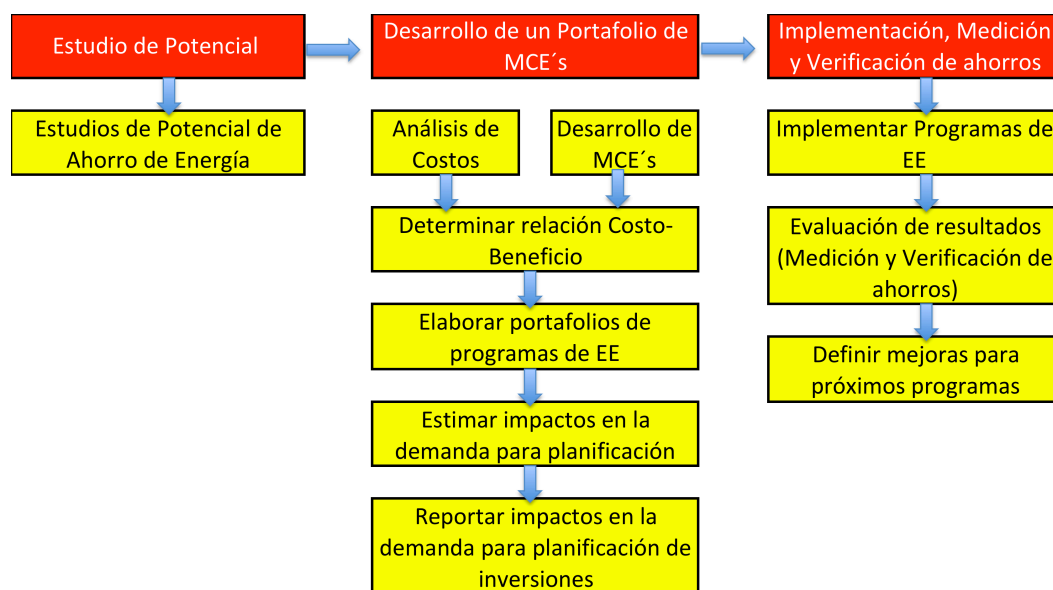 Estudio de Potencial
Desarrollo de un Portafolio de
MCE´s
Implementación, Medición
y Verificación de ahorros
Estudios de Potencial de
Ahorro de Energía
Análisis de
Costos
Desarrollo de
MCE´s
Determinar relación Costo-
Beneficio
Elaborar portafolios de
programas de EE
Estimar impactos en la
demanda para planificación
Reportar impactos en la
demanda para planificación de
inversiones
Implementar Programas de
EE
Evaluación de resultados
(Medición y Verificación de
ahorros)
Definir mejoras para
próximos programas